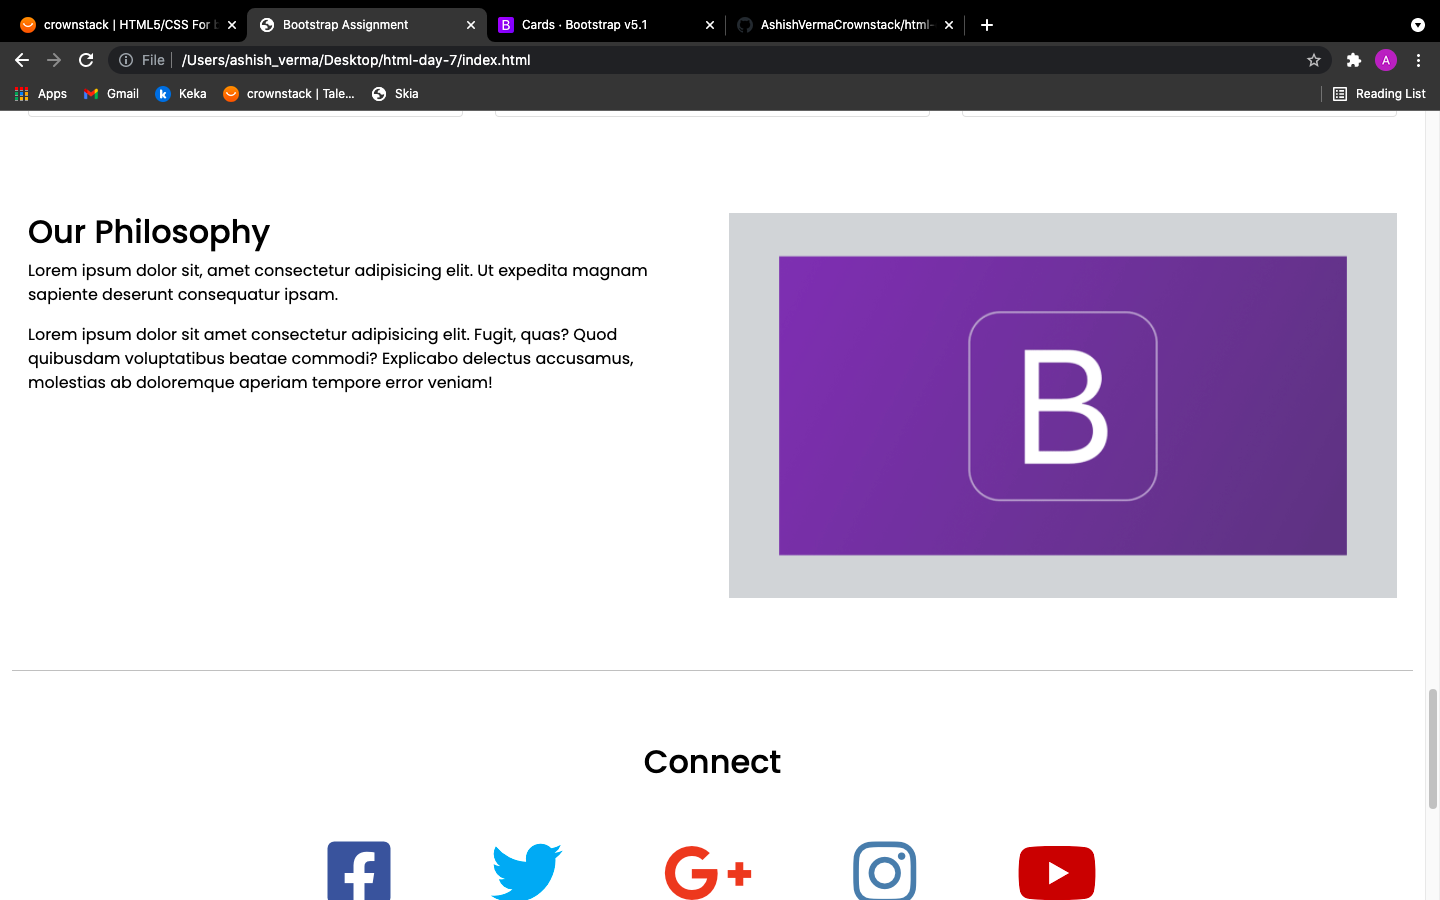 crownstack | HTML5/CSS For b
Bootstrap Assignment
B Cards · Bootstrap v5.1
AshishVermaCrownstack/html-
File /Users/ashish_verma/Desktop/html-day-7/index.html
A
Apps
Gmail
k Keka
crownstack | Tale...
Skia
Reading List
Our Philosophy
Lorem ipsum dolor sit, amet consectetur adipisicing elit. Ut expedita magnam
sapiente deserunt consequatur ipsam.
Lorem ipsum dolor sit amet consectetur adipisicing elit. Fugit, quas? Quod
quibusdam voluptatibus beatae commodi? Explicabo delectus accusamus,
molestias ab doloremque aperiam tempore error veniam!
B
Connect
f
G+